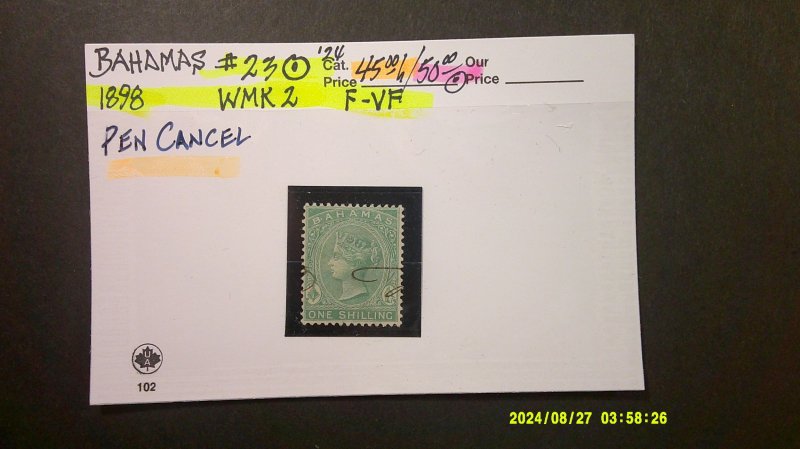 BAHAMAS #23 '24 Cat. 45.00h/50.00 Our
1898 WMK 2 Price F-VF Price
PEN CANCEL
BAHAMAS
ONE SHILLING
U
A
102
2024/08/27 03:58:26